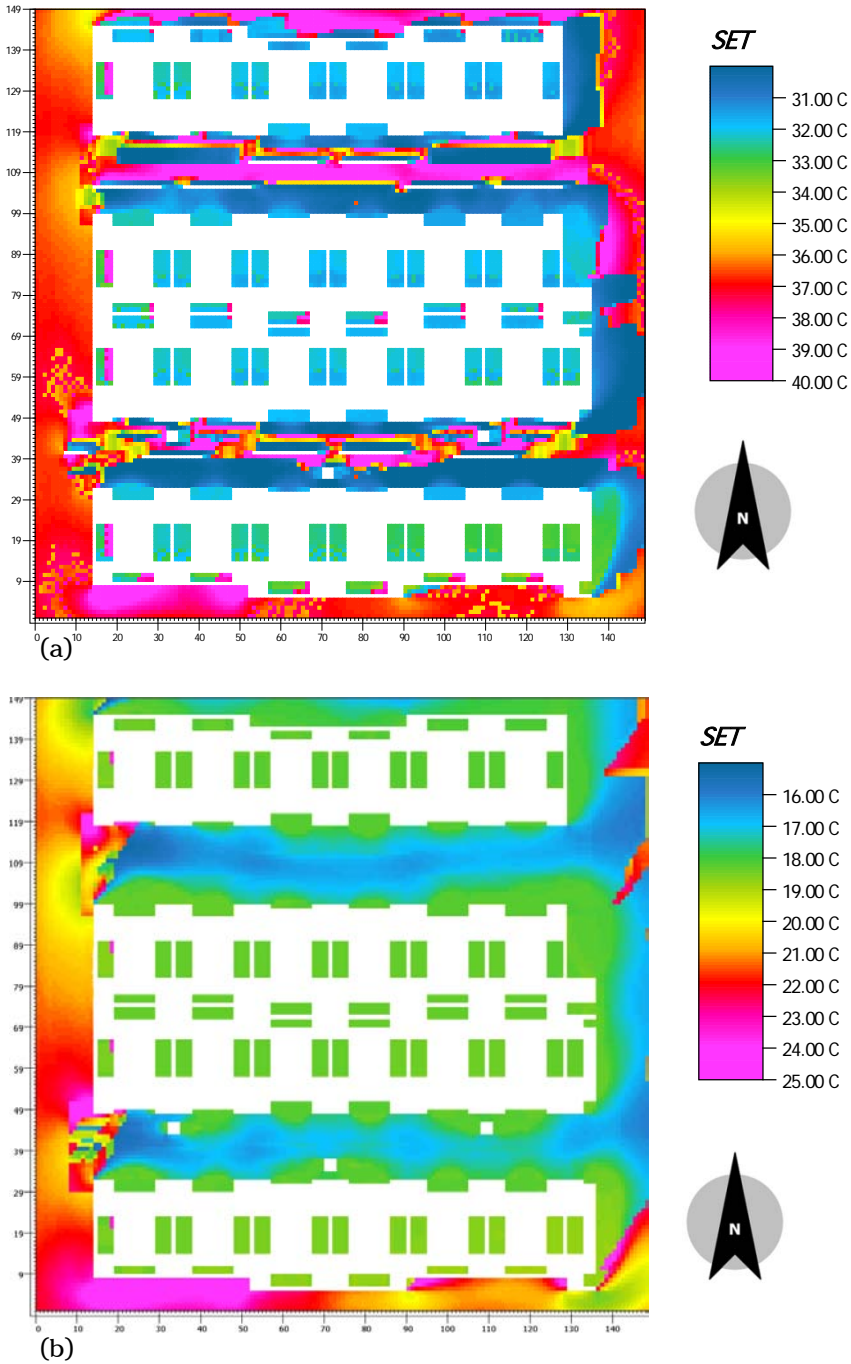 149
139
129
119
109
99
89
79
69
59
49
39
29
19
9
0 10 20 30 40 50 60 70 80 90 100 110 120 130 140
(a)
SET
31.00 C
32.00 C
33.00 C
34.00 C
35.00 C
36.00 C
37.00 C
38.00 C
39.00 C
40.00 C
N
149
139
129
119
109
99
89
79
69
59
49
39
29
19
9
0 10 20 30 40 50 60 70 80 90 100 110 120 130 140
(b)
SET
16.00 C
17.00 C
18.00 C
19.00 C
20.00 C
21.00 C
22.00 C
23.00 C
24.00 C
25.00 C
N